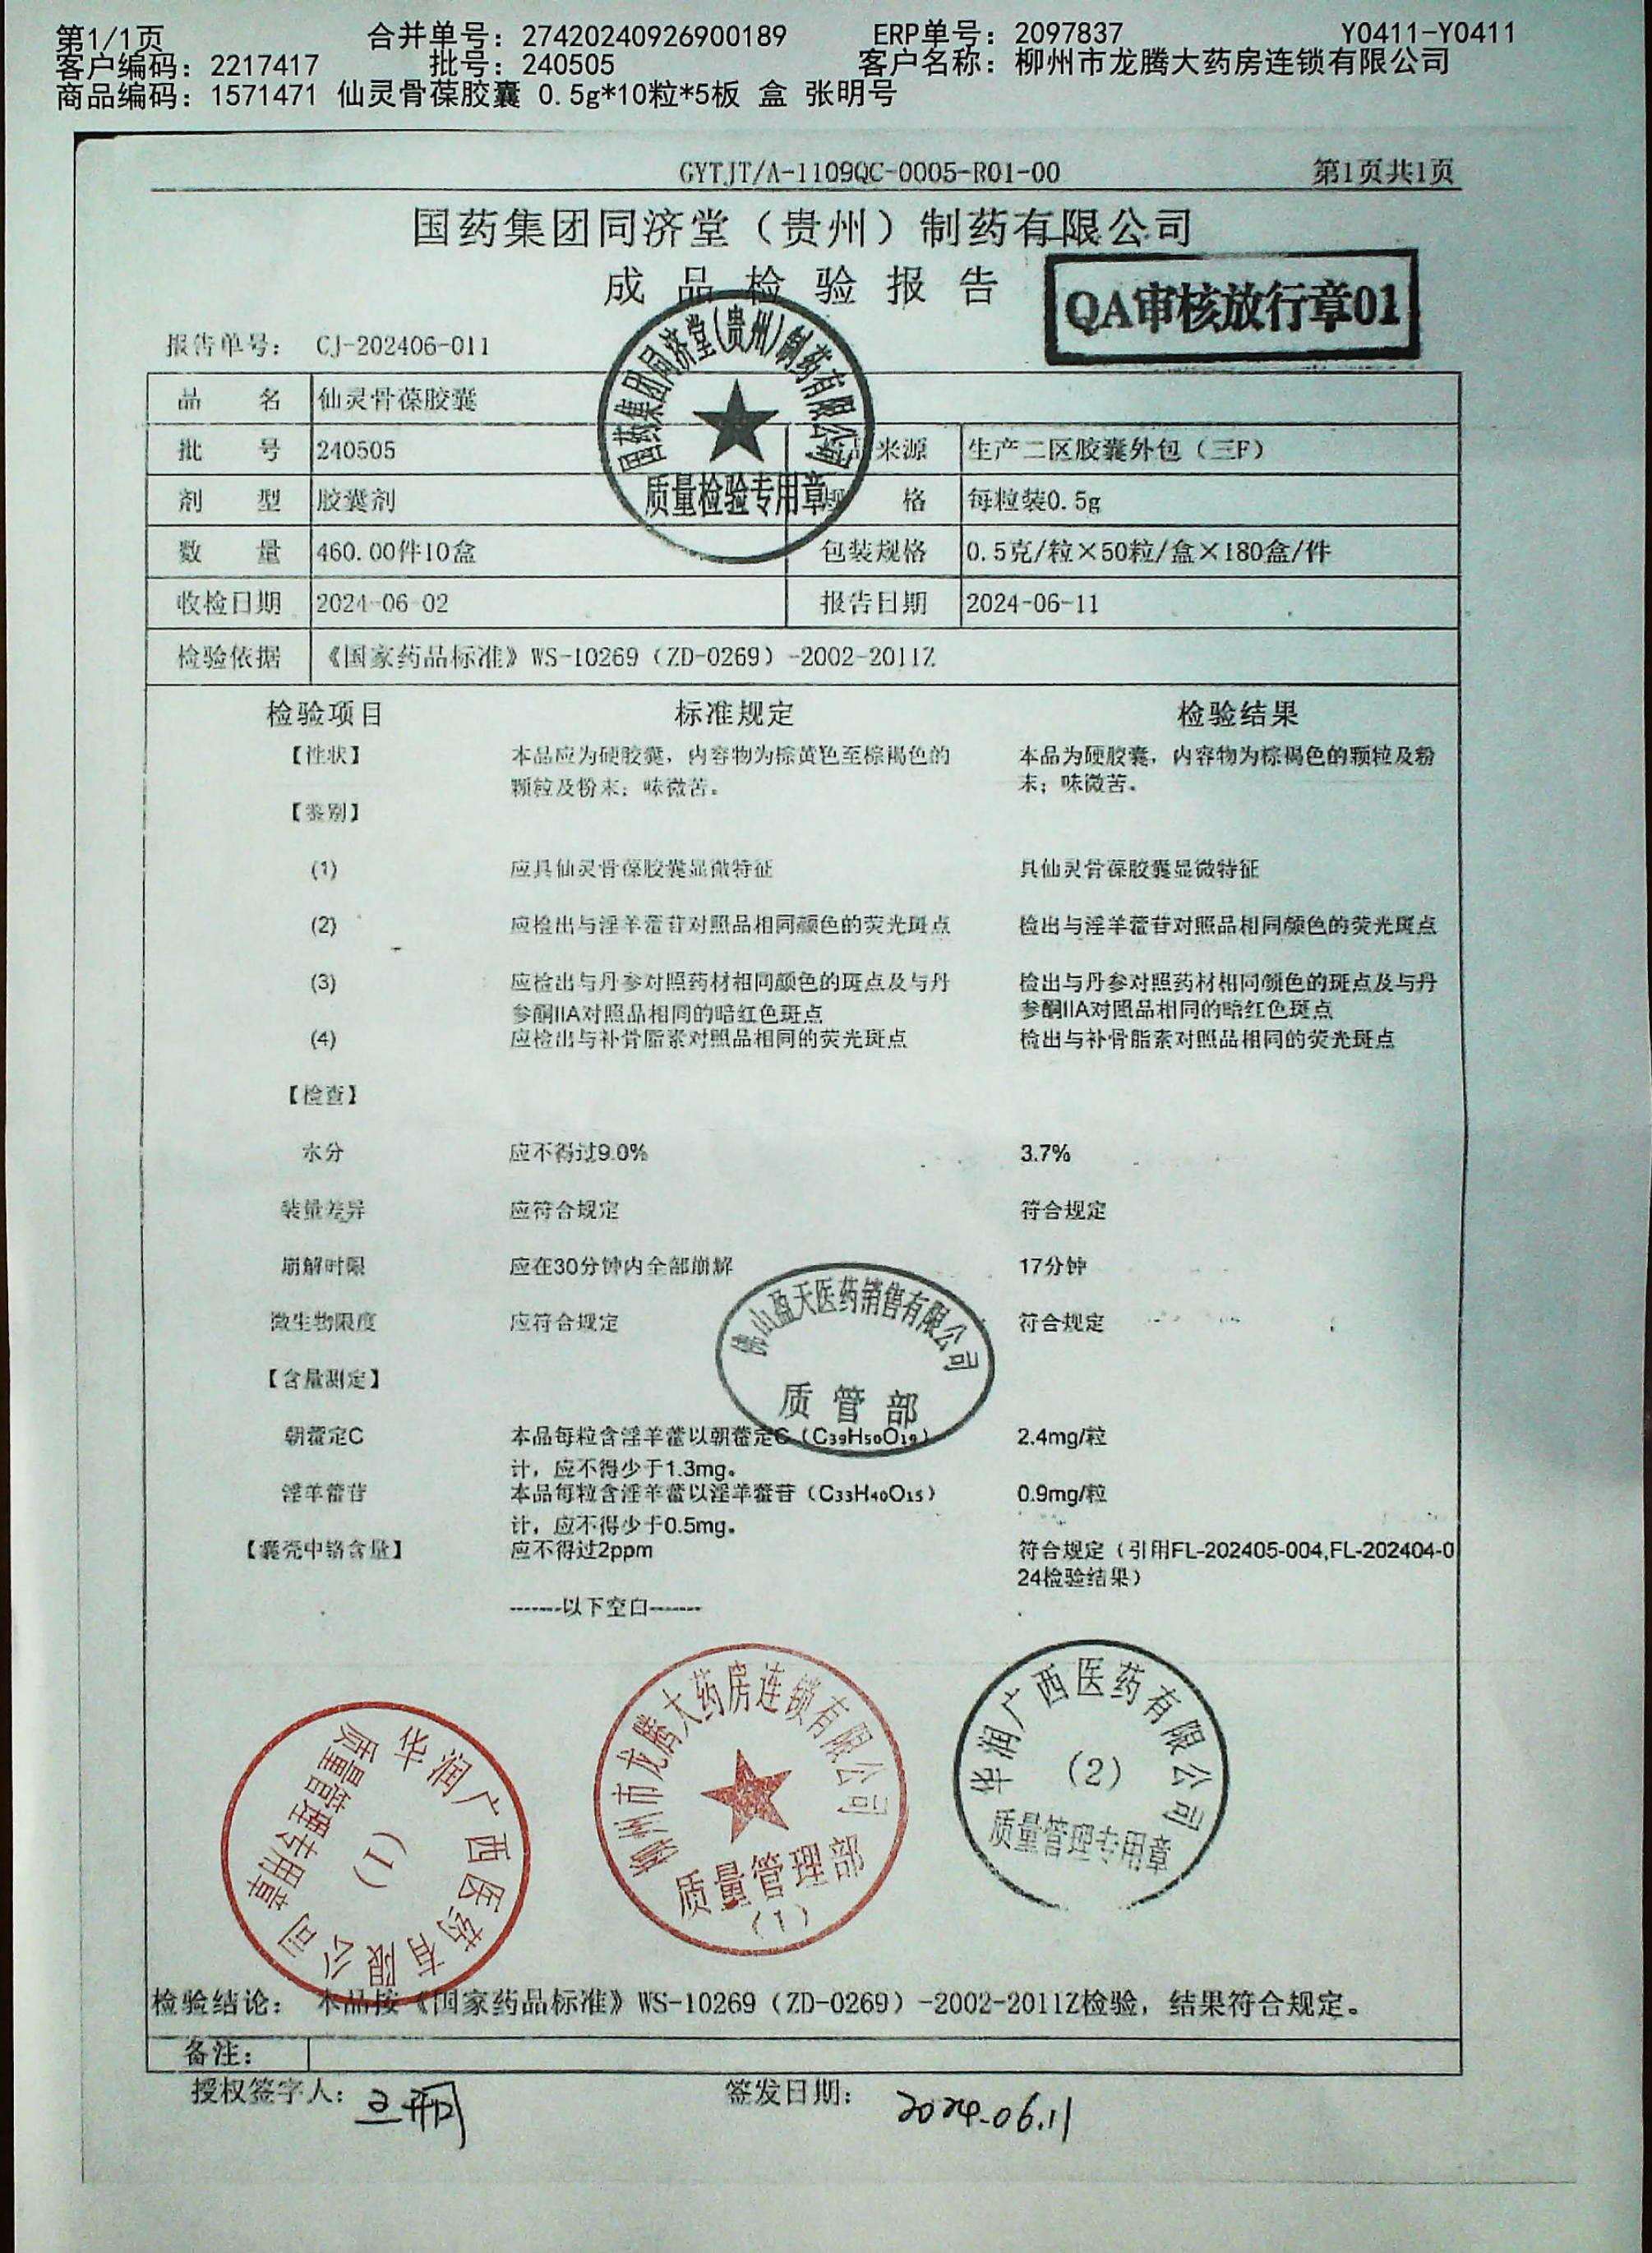 第1/1页 合并单号：27420240926900189 ERP单号：2097837 Y0411-Y0411
客户编码：2217417 批号：240505 客户名称：柳州市龙腾大药房连锁有限公司
商品编码：1571471 仙灵骨葆胶囊 0.5g*10粒*5板 盒 张明号
GYTJT/A-1109QC-0005-R01-00 第1页共1页
国药集团同济堂（贵州）制药有限公司
成品检验报告
QA审核放行章01
报告单号： CJ-202406-011
国药集团同济堂(贵州)制药有限公司
质量检验专用章
品 名 仙灵骨葆胶囊
批 号 240505 品来源 生产二区胶囊外包（三F）
剂 型 胶囊剂 规 格 每粒装0.5g
数 量 460.00件10盒 包装规格 0.5克/粒×50粒/盒×180盒/件
收检日期 2024-06-02 报告日期 2024-06-11
检验依据 《国家药品标准》WS-10269（ZD-0269）-2002-2011Z
检验项目 标准规定 检验结果
【性状】 本品应为硬胶囊，内容物为棕黄色至棕褐色的 本品为硬胶囊，内容物为棕褐色的颗粒及粉
颗粒及粉末；味微苦。 末；味微苦。
【鉴别】
(1) 应具仙灵骨葆胶囊显微特征 具仙灵骨葆胶囊显微特征
(2) 应检出与淫羊藿苷对照品相同颜色的荧光斑点 检出与淫羊藿苷对照品相同颜色的荧光斑点
(3) 应检出与丹参对照药材相同颜色的斑点及与丹 检出与丹参对照药材相同颜色的斑点及与丹
参酮IIA对照品相同的暗红色斑点 参酮IIA对照品相同的暗红色斑点
(4) 应检出与补骨脂素对照品相同的荧光斑点 检出与补骨脂素对照品相同的荧光斑点
【检查】
水分 应不得过9.0% 3.7%
装量差异 应符合规定 符合规定
崩解时限 应在30分钟内全部崩解 17分钟
微生物限度 应符合规定 符合规定
佛山盈天医药销售有限公司
质管部
【含量测定】
朝藿定C 本品每粒含淫羊藿以朝藿定C（C39H50O19） 2.4mg/粒
计，应不得少于1.3mg。
淫羊藿苷 本品每粒含淫羊藿以淫羊藿苷（C33H40O15） 0.9mg/粒
计，应不得少于0.5mg。
【囊壳中铬含量】 应不得过2ppm 符合规定（引用FL-202405-004,FL-202404-0
24检验结果）
-------以下空白-------
华润广西医药有限公司
质量管理专用章
(1)
柳州市龙腾大药房连锁有限公司
质量管理部
(1)
华润广西医药有限公司
(2)
质量管理专用章
检验结论： 本品按《国家药品标准》WS-10269（ZD-0269）-2002-2011Z检验，结果符合规定。
备注：
授权签字人： 签发日期： 2024.06.11